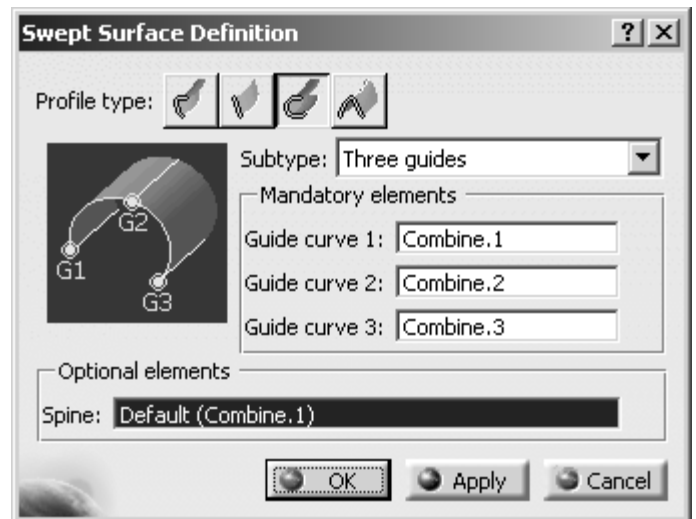 Swept Surface Definition
Profile type:
Subtype: Three guides
Mandatory elements
G1
G2
G3
Guide curve 1: Combine.1
Guide curve 2: Combine.2
Guide curve 3: Combine.3
Optional elements
Spine: Default (Combine.1)
OK Apply Cancel